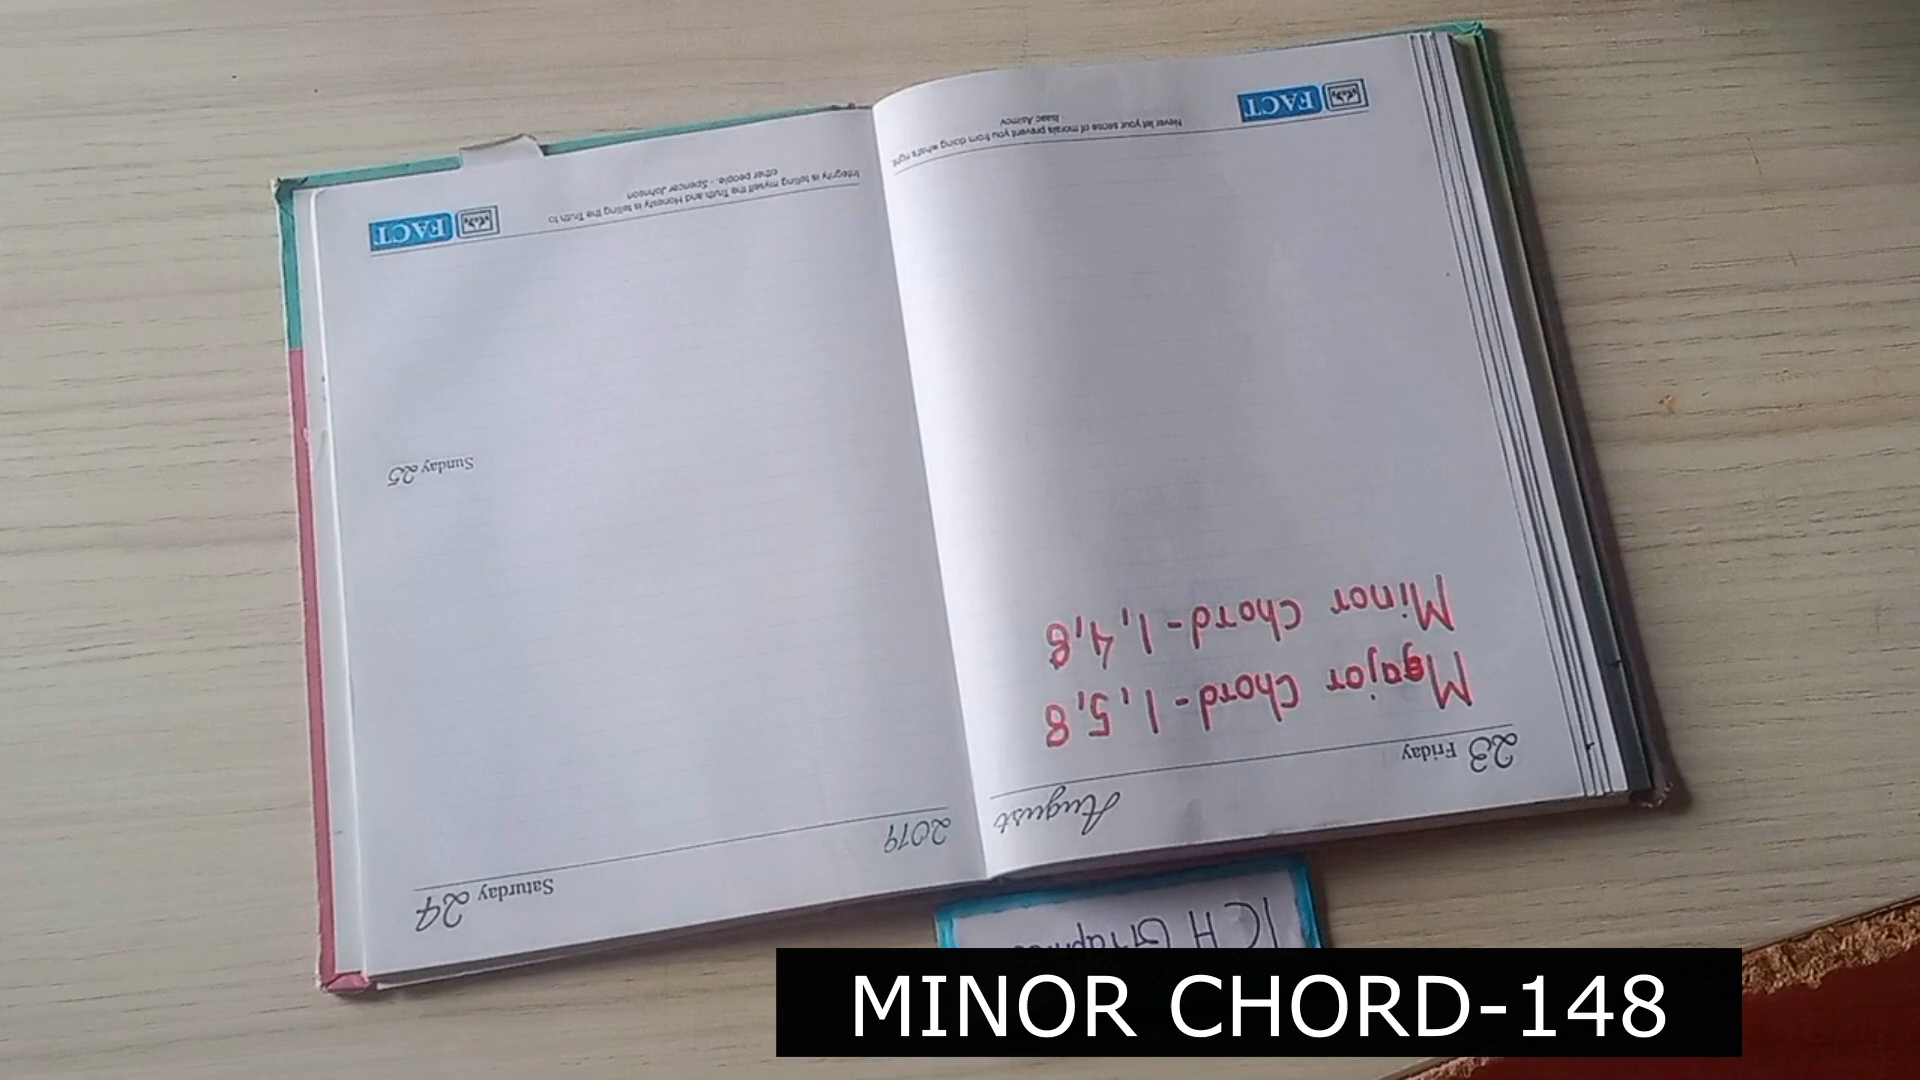 August
23 Friday
Mgajor Chord-1,5,8
Minor Chord-1,4,8
Never let your sense of morals prevent you from doing what's right.
- Isaac Asimov
FACT
2019
Saturday 24
Sunday 25
Integrity is telling myself the Truth and Honesty is telling the Truth to
other people. - Spencer Johnson
FACT
ICH Graphics
MINOR CHORD-148